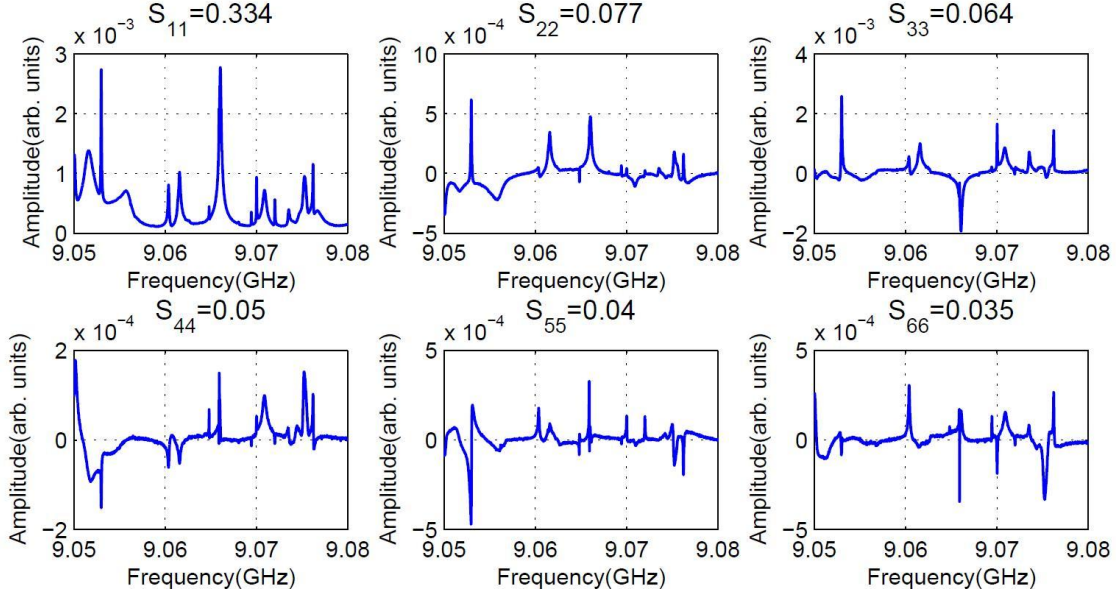 S11=0.334
x 10^-3
Amplitude(arb. units)
3
2
1
0
9.05 9.06 9.07 9.08
Frequency(GHz)
S22=0.077
x 10^-4
Amplitude(arb. units)
10
5
0
−5
9.05 9.06 9.07 9.08
Frequency(GHz)
S33=0.064
x 10^-3
Amplitude(arb. units)
4
2
0
−2
9.05 9.06 9.07 9.08
Frequency(GHz)
S44=0.05
x 10^-4
Amplitude(arb. units)
2
0
−2
9.05 9.06 9.07 9.08
Frequency(GHz)
S55=0.04
x 10^-4
Amplitude(arb. units)
5
0
−5
9.05 9.06 9.07 9.08
Frequency(GHz)
S66=0.035
x 10^-4
Amplitude(arb. units)
5
0
−5
9.05 9.06 9.07 9.08
Frequency(GHz)